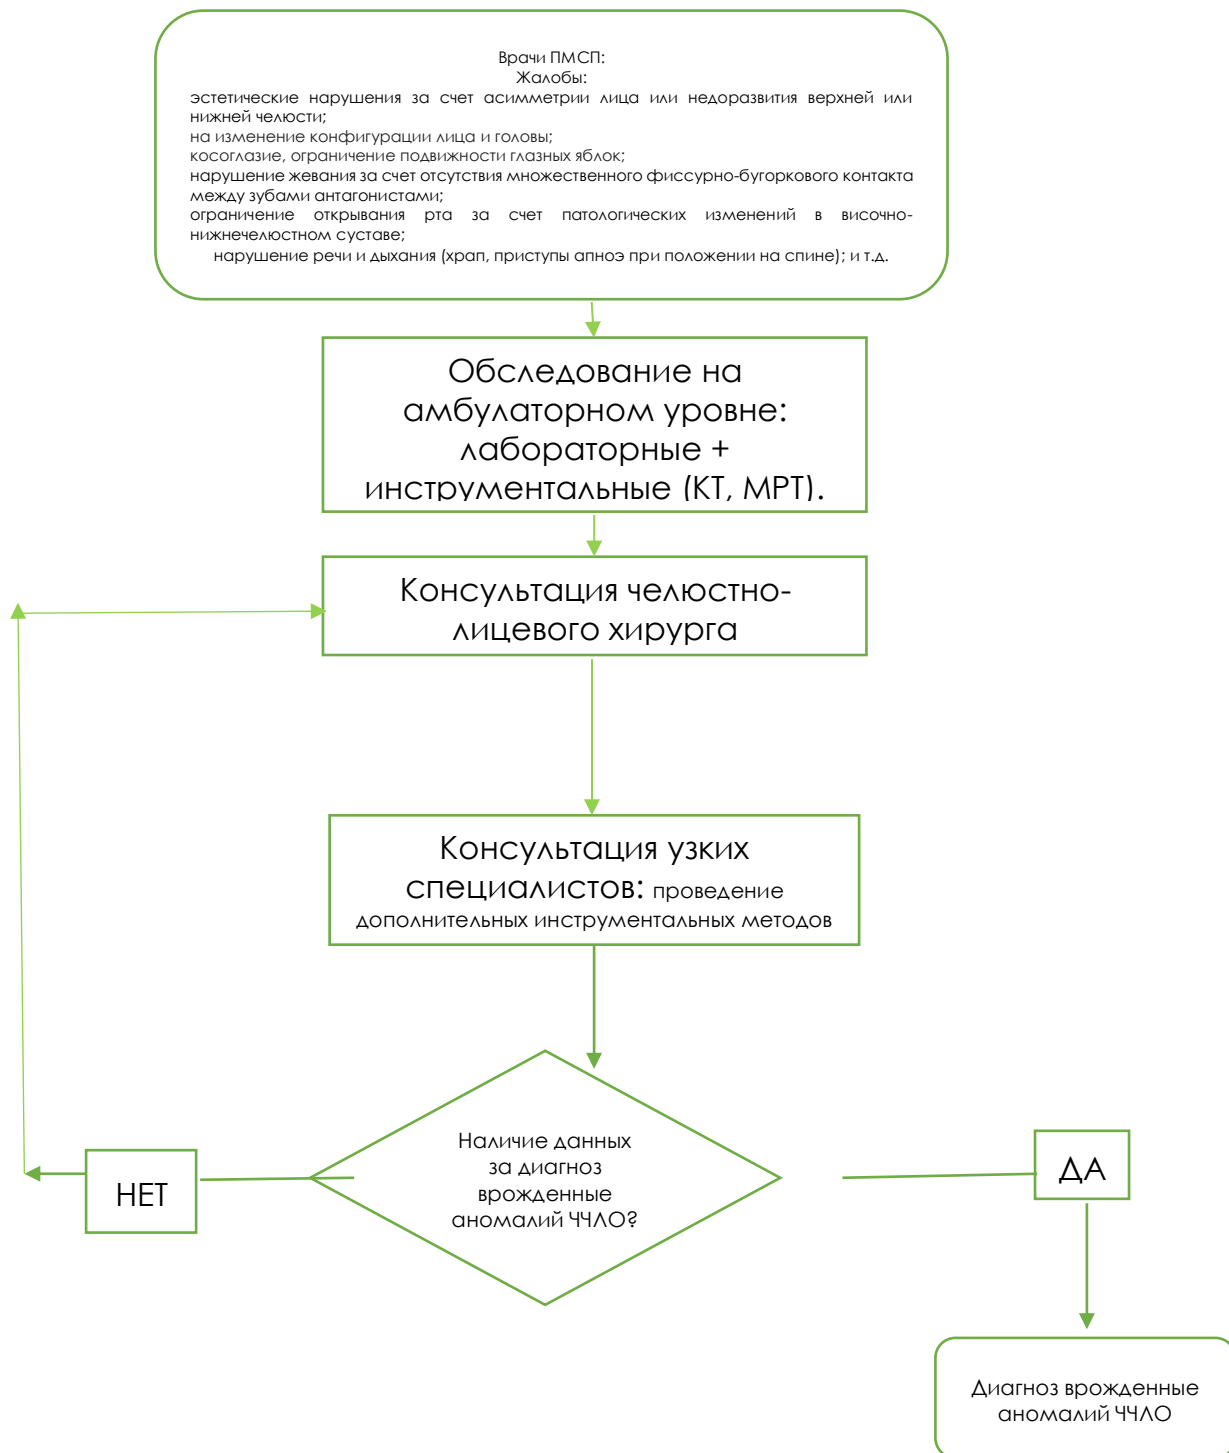 Врачи ПМСП:
Жалобы:
эстетические нарушения за счет асимметрии лица или недоразвития верхней или
нижней челюсти;
на изменение конфигурации лица и головы;
косоглазие, ограничение подвижности глазных яблок;
нарушение жевания за счет отсутствия множественного фиссурно-бугоркового контакта
между зубами антагонистами;
ограничение открывания рта за счет патологических изменений в височно-
нижнечелюстном суставе;
нарушение речи и дыхания (храп, приступы апноэ при положении на спине); и т.д.
Обследование на
амбулаторном уровне:
лабораторные +
инструментальные (КТ, МРТ).
Консультация челюстно-
лицевого хирурга
Консультация узких
специалистов: проведение
дополнительных инструментальных методов
Наличие данных
за диагноз
врожденные
аномалий ЧЧЛО?
НЕТ
ДА
Диагноз врожденные
аномалий ЧЧЛО